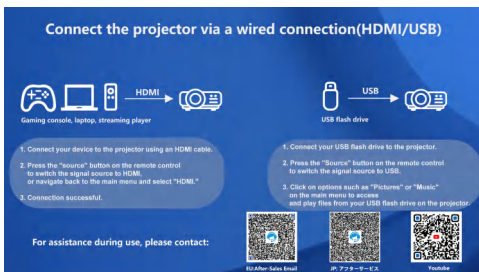 Connect the projector via a wired connection(HDMI/USB)
HDMI
Gaming console, laptop, streaming player
1. Connect your device to the projector using an HDMI cable.
2. Press the "source" button on the remote control
to switch the signal source to HDMI,
or navigate back to the main menu and select "HDMI."
3. Connection successful.
USB
USB flash drive
1. Connect your USB flash drive to the projector.
2. Press the "Source" button on the remote control
to switch the signal source to USB.
3. Click on options such as "Pictures" or "Music"
on the main menu to access
and play files from your USB flash drive on the projector.
For assistance during use, please contact:
EU:After-Sales Email
JP: アフターサービス
Youtube